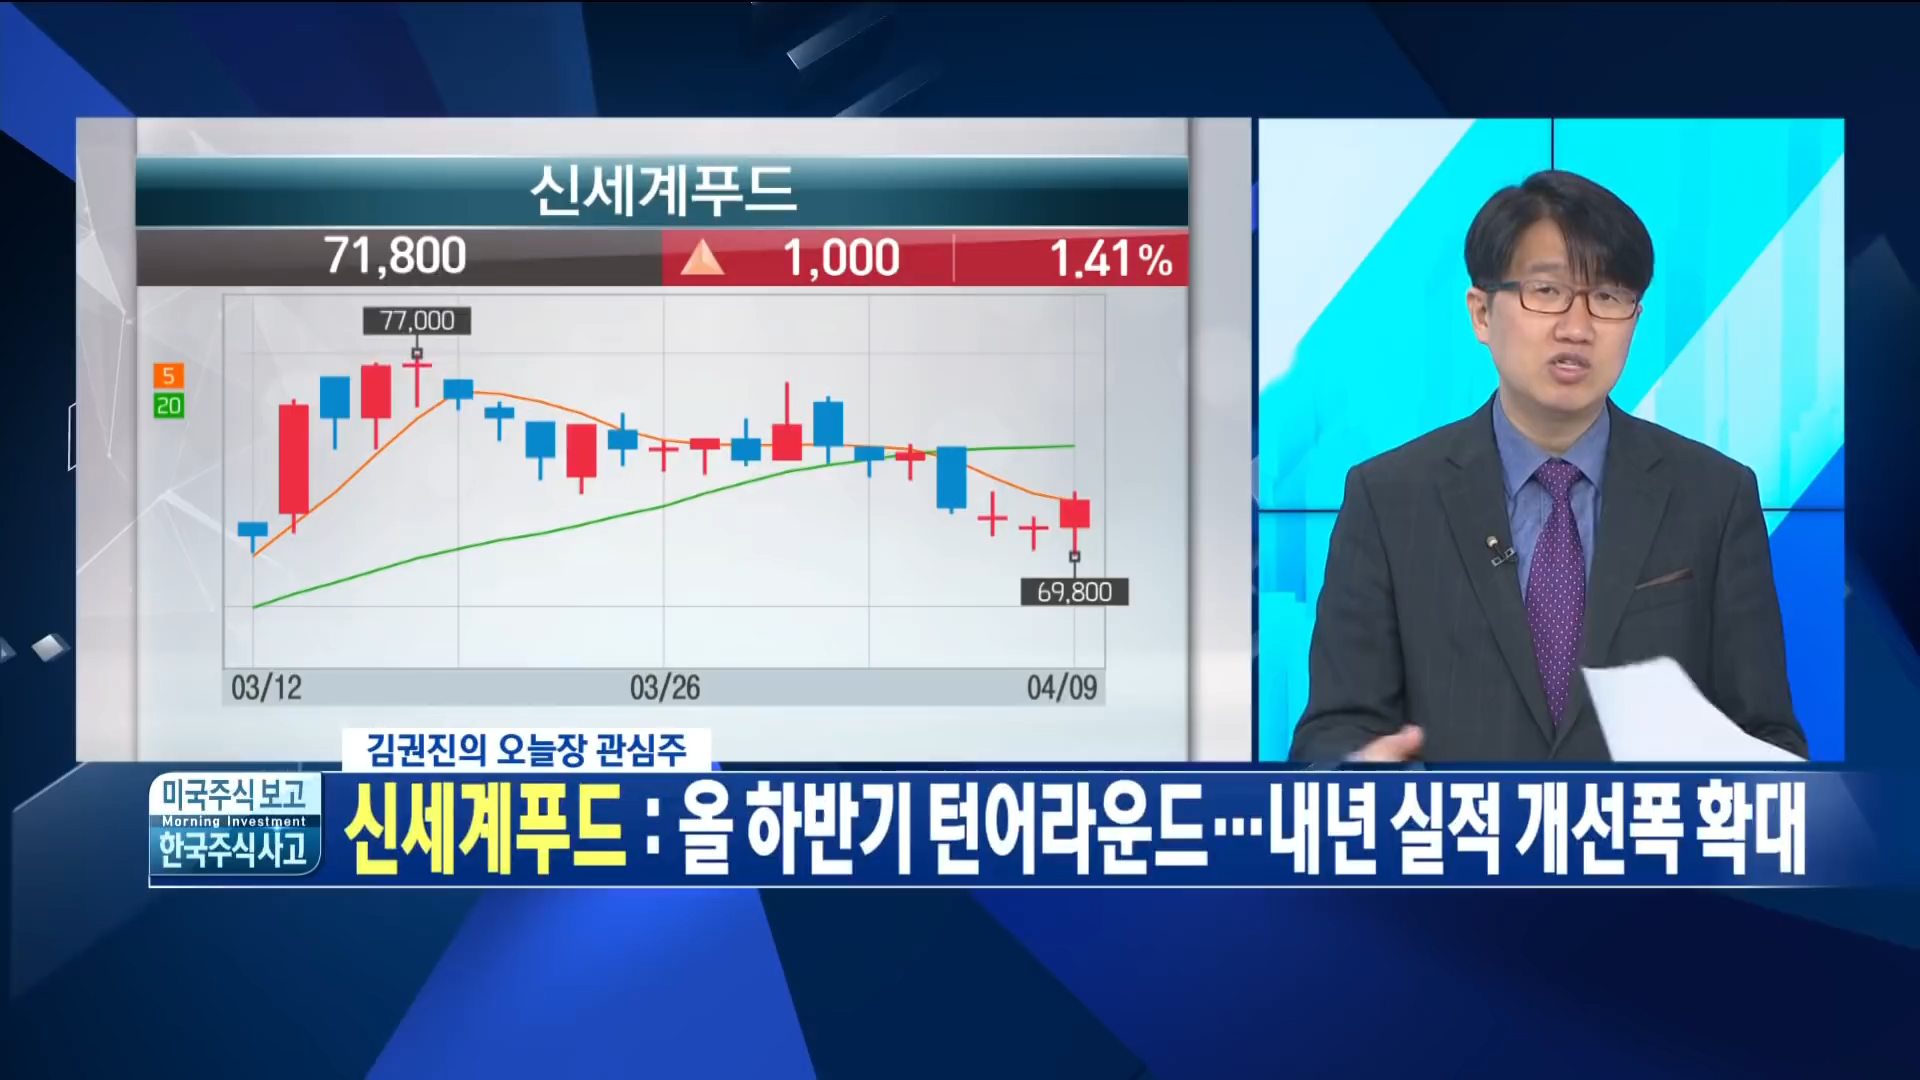 신세계푸드
71,800 1,000 1.41%
77,000
5
20
69,800
03/12 03/26 04/09
김권진의 오늘장 관심주
미국주식 보고
Morning Investment
한국주식 사고
신세계푸드 : 올 하반기 턴어라운드…내년 실적 개선폭 확대